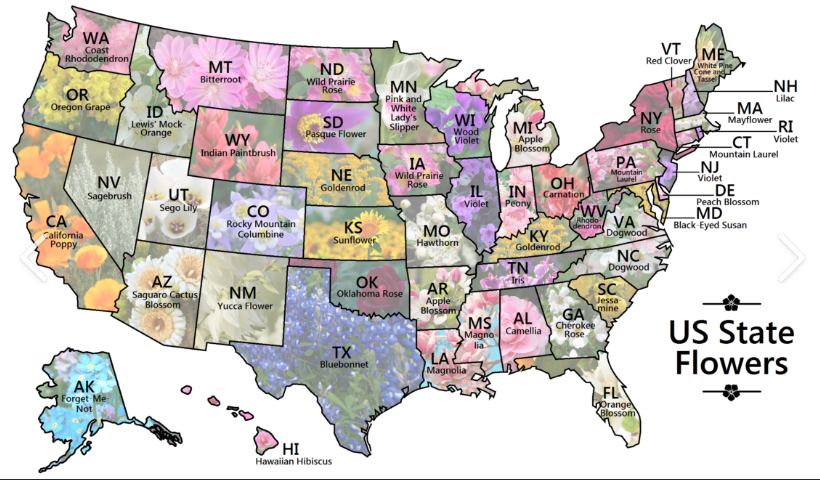 WA
Coast
Rhododendron
OR
Oregon Grape
CA
California
Poppy
NV
Sagebrush
ID
Lewis' Mock
Orange
MT
Bitterroot
WY
Indian Paintbrush
UT
Sego Lily
CO
Rocky Mountain
Columbine
AZ
Saguaro Cactus
Blossom
NM
Yucca Flower
ND
Wild Prairie
Rose
SD
Pasque Flower
NE
Goldenrod
KS
Sunflower
OK
Oklahoma Rose
TX
Bluebonnet
MN
Pink and
White
Lady's
Slipper
IA
Wild Prairie
Rose
MO
Hawthorn
AR
Apple
Blossom
LA
Magnolia
WI
Wood
Violet
IL
Violet
MI
Apple
Blossom
IN
Peony
OH
Carnation
KY
Goldenrod
TN
Iris
MS
Magno
lia
AL
Camellia
GA
Cherokee
Rose
FL
Orange
Blossom
SC
Jessa-
mine
NC
Dogwood
VA
Dogwood
WV
Rhodo
dendron
PA
Mountain
Laurel
NY
Rose
VT
Red Clover
ME
White Pine
Cone and
Tassel
NH
Lilac
MA
Mayflower
RI
Violet
CT
Mountain Laurel
NJ
Violet
DE
Peach Blossom
MD
Black-Eyed Susan
AK
Forget-Me-
Not
HI
Hawaiian Hibiscus
US State
Flowers